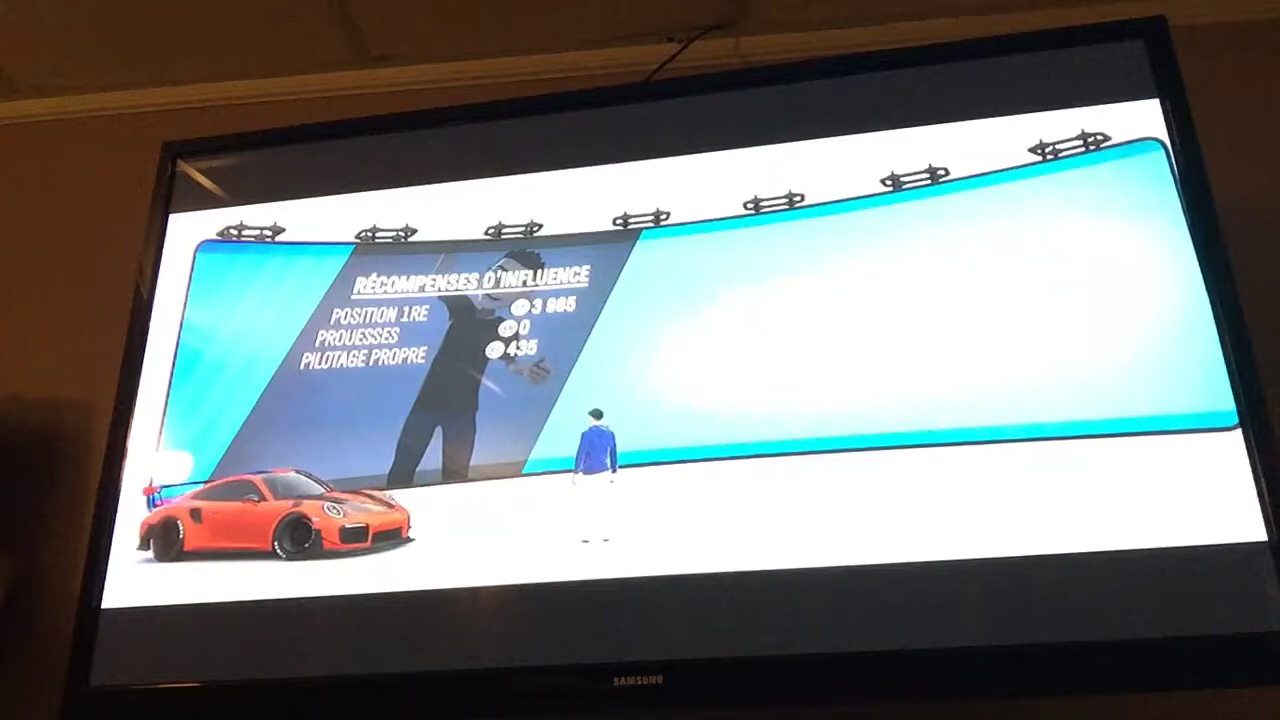 RÉCOMPENSES D'INFLUENCE
POSITION 1RE 3 985
PROUESSES 0
PILOTAGE PROPRE 435
SAMSUNG